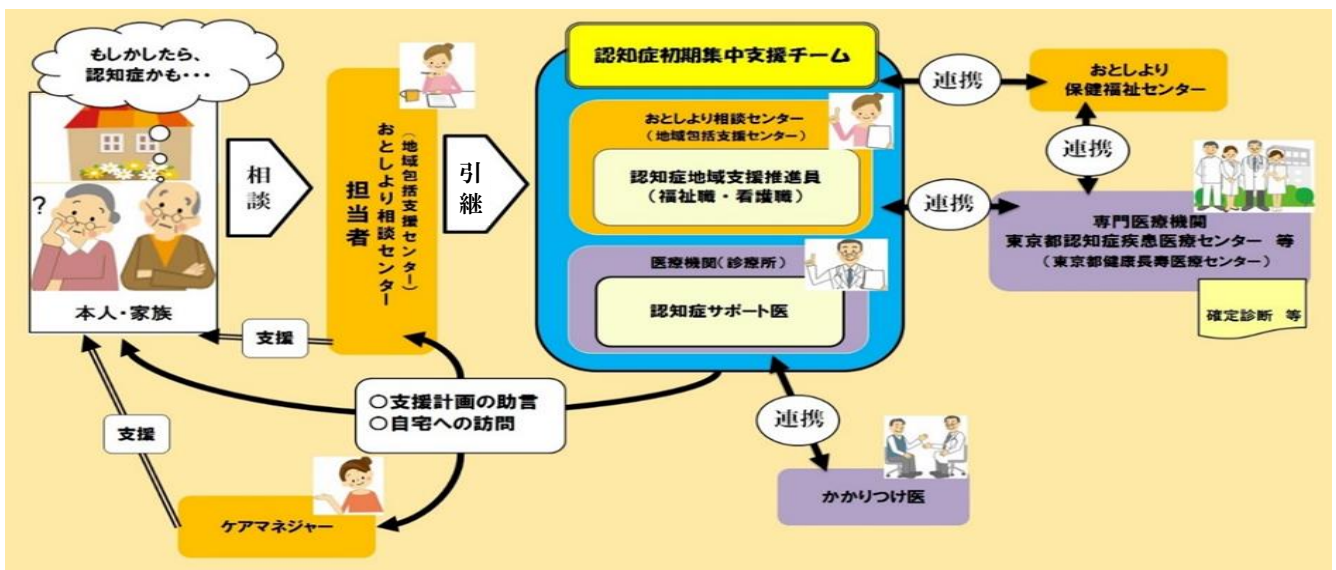 もしかしたら、
認知症かも・・・
?
本人・家族
相談
（地域包括支援センター）
おとしより相談センター
担当者
引継
認知症初期集中支援チーム
おとしより相談センター
（地域包括支援センター）
認知症地域支援推進員
（福祉職・看護職）
医療機関（診療所）
認知症サポート医
連携
おとしより
保健福祉センター
連携
連携
専門医療機関
東京都認知症疾患医療センター 等
（東京都健康長寿医療センター）
確定診断 等
支援
○支援計画の助言
○自宅への訪問
支援
ケアマネジャー
連携
かかりつけ医